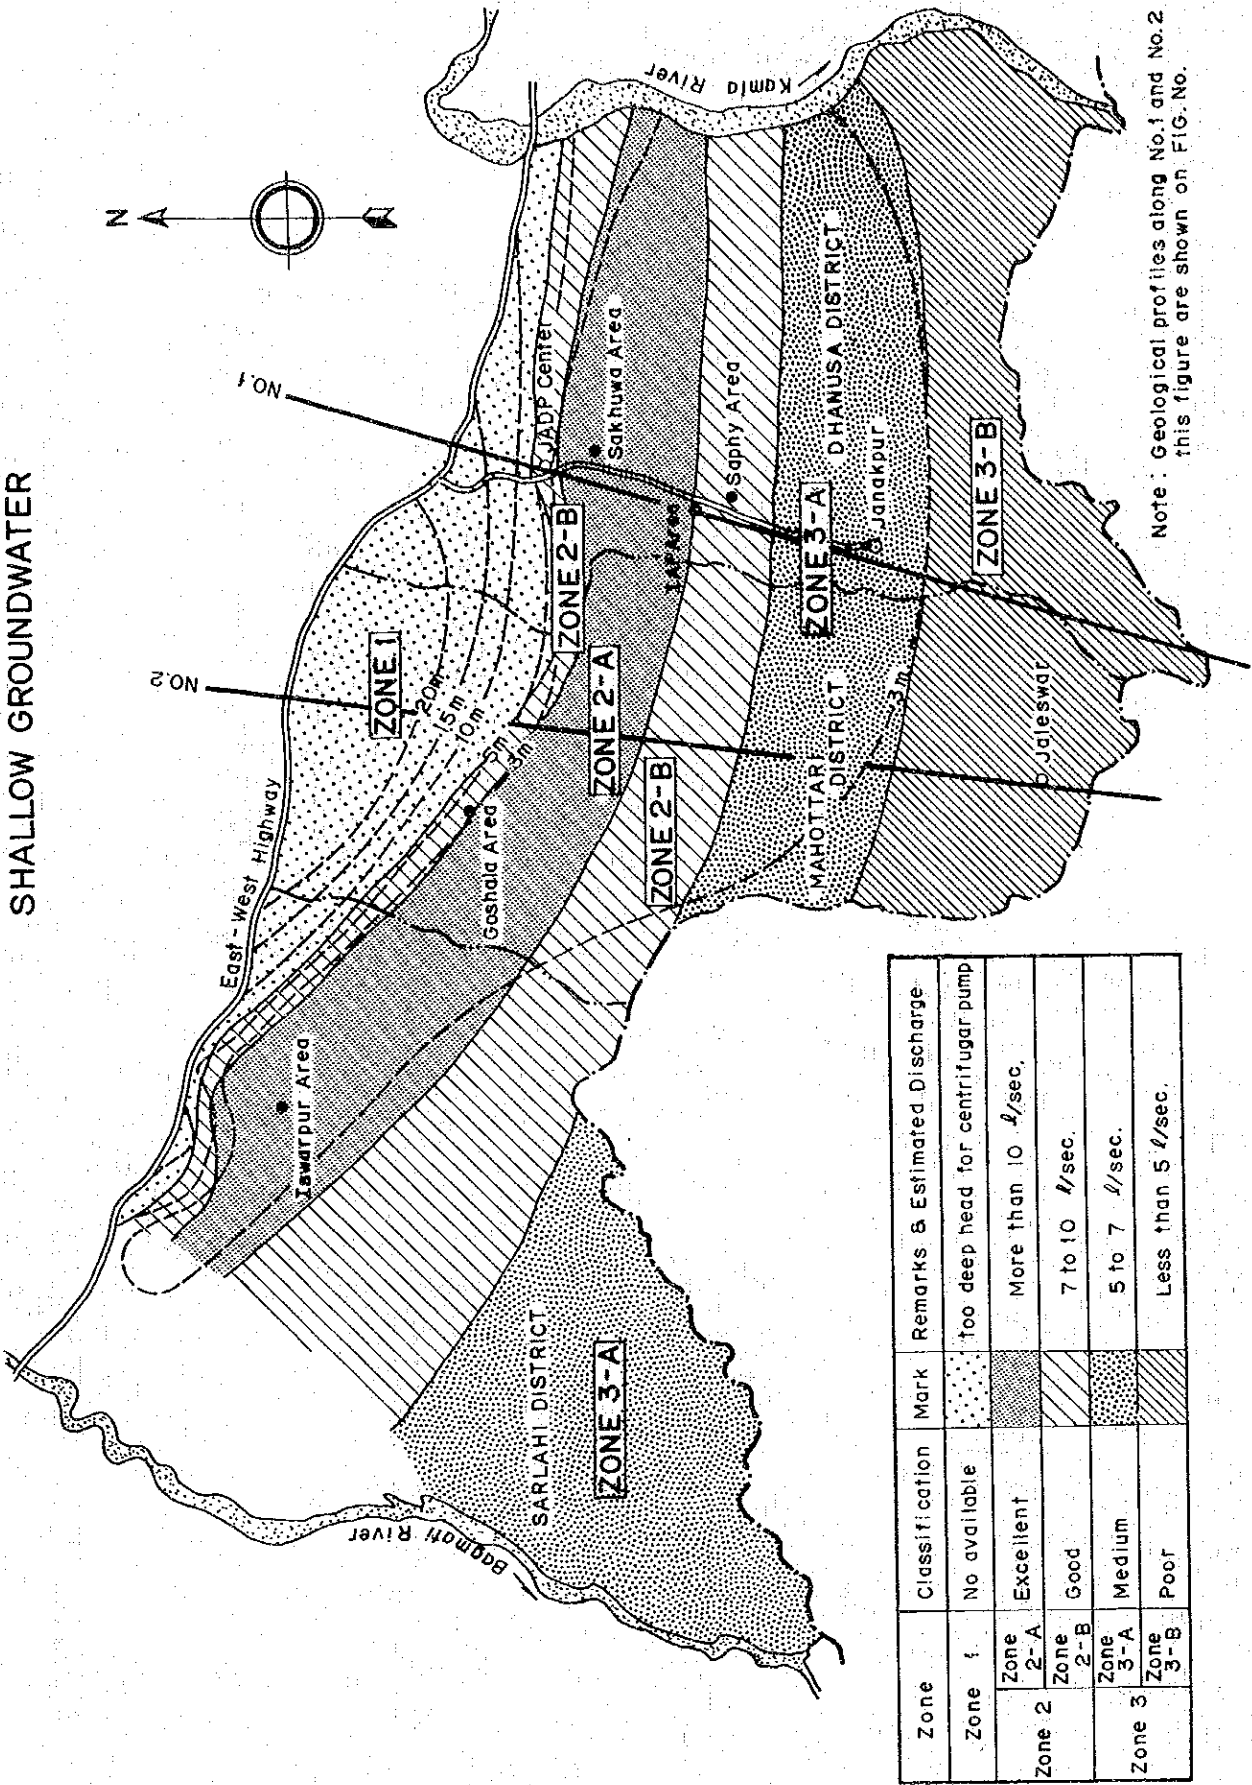 SHALLOW GROUNDWATER
N
NO.1
NO.2
East-West Highway
Kamla River
Bagmati River
ZONE 1
20m
15m
10m
5m
3m
JADP Center
ZONE 2-B
Sakhuwa Area
ZONE 2-A
Gashala Area
Iswarpur Area
Saphy Area
ZONE 2-B
DHANUSA DISTRICT
ZONE 3-A
Janakpur
MAHOTTARI
DISTRICT
3m
ZONE 3-B
Jaleswar
SARLAHI DISTRICT
ZONE 3-A
Note : Geological profiles along No.1 and No.2
this figure are shown on FIG. No.
Zone Classification Mark Remarks & Estimated Discharge
Zone 1 No available too deep head for centrifugar pump
Zone 2 Zone 2-A Excellent More than 10 ℓ/sec.
Zone 2-B Good 7 to 10 ℓ/sec.
Zone 3 Zone 3-A Medium 5 to 7 ℓ/sec.
Zone 3-B Poor Less than 5 ℓ/sec.